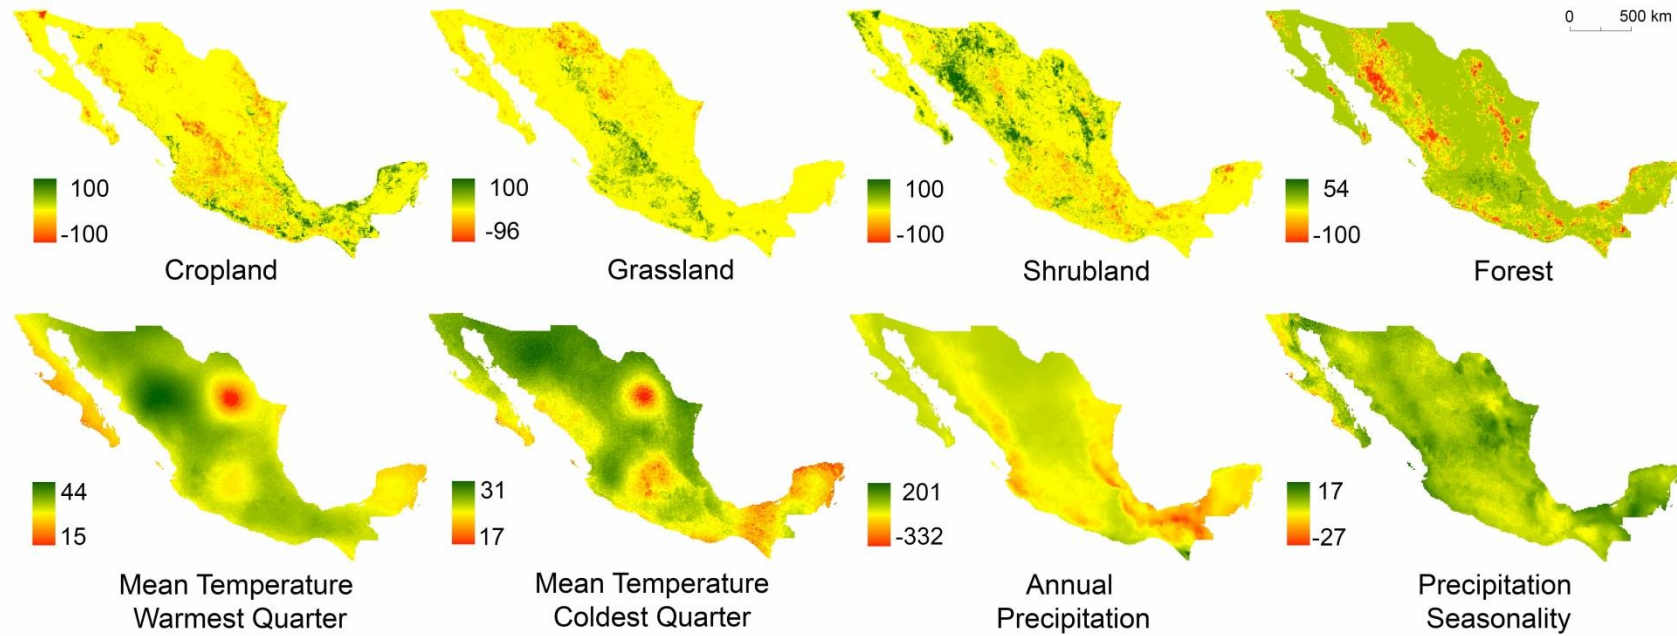 0 500 km
100
-100
Cropland
100
-96
Grassland
100
-100
Shrubland
54
-100
Forest
44
15
Mean Temperature
Warmest Quarter
31
17
Mean Temperature
Coldest Quarter
201
-332
Annual
Precipitation
17
-27
Precipitation
Seasonality